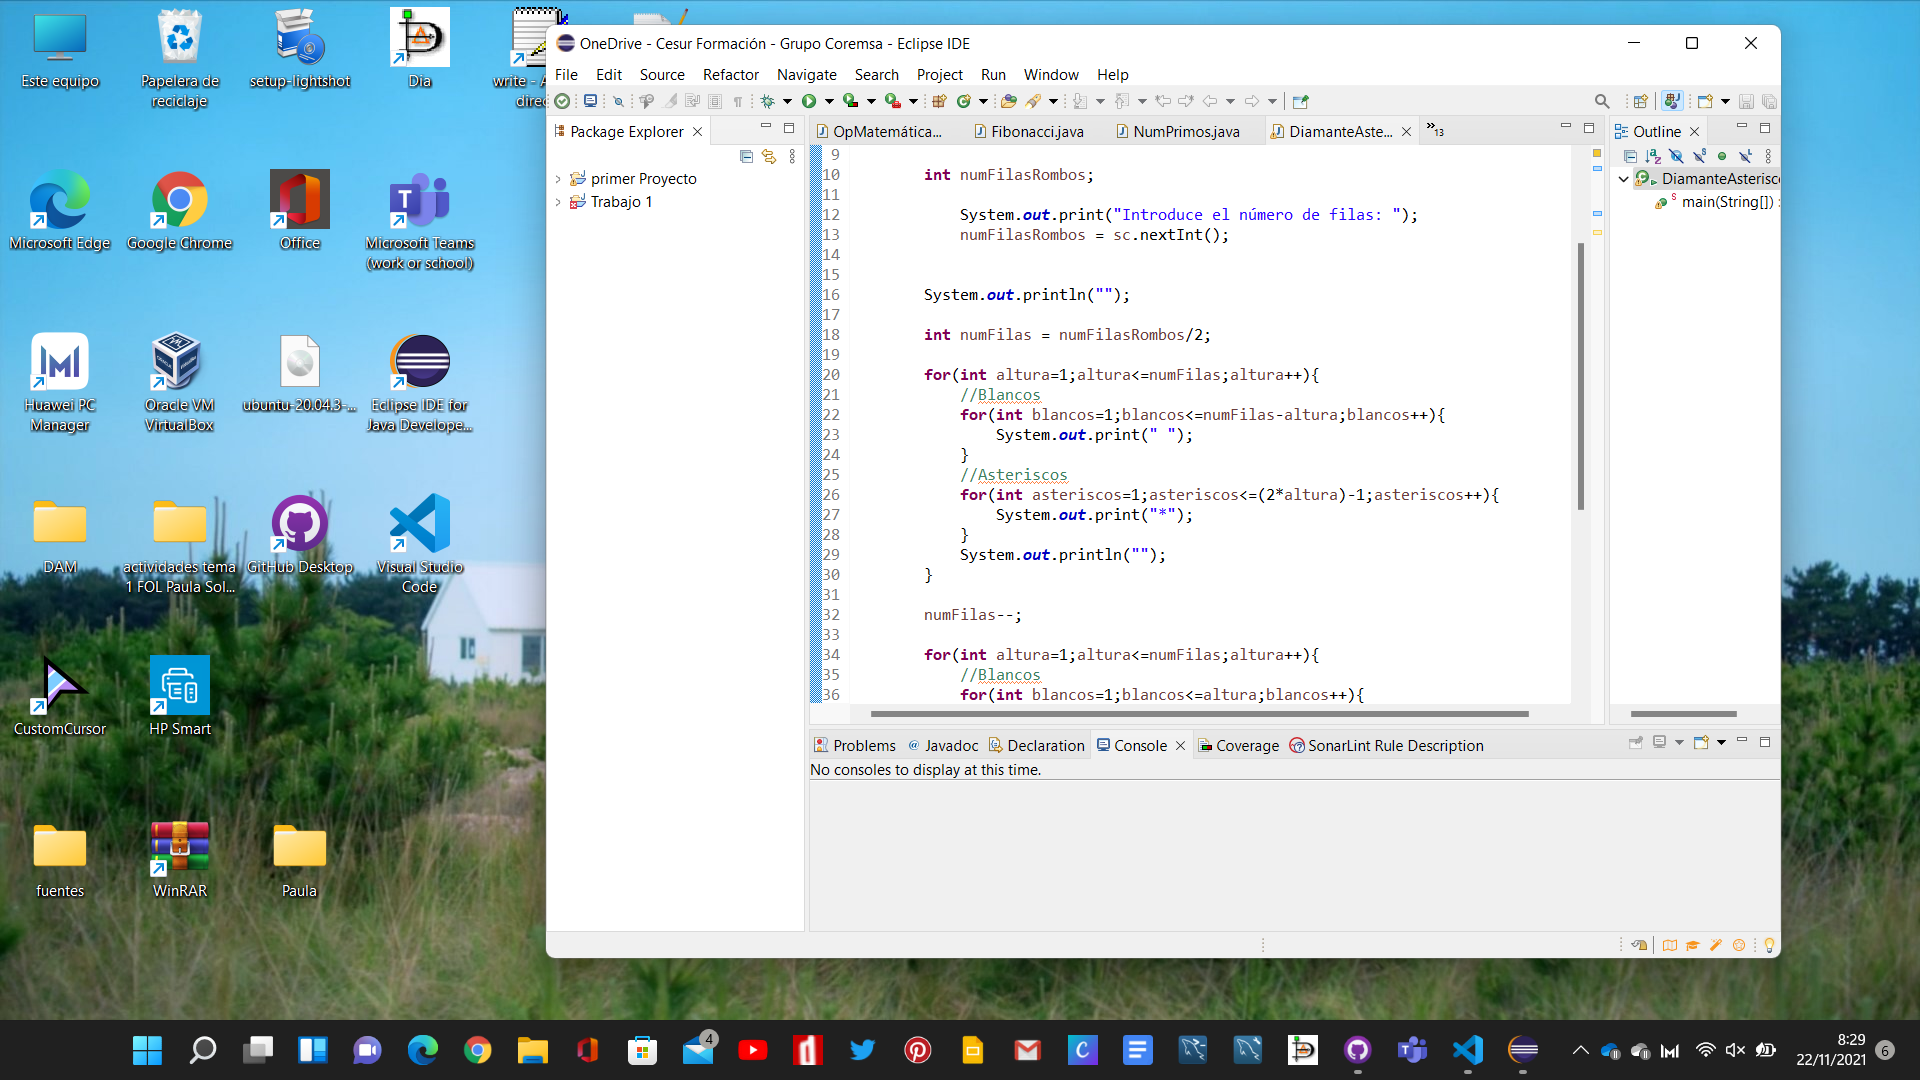 Este equipo
Papelera de
reciclaje
setup-lightshot
Dia
write - A
direc
Microsoft Edge
Google Chrome
Office
Microsoft Teams
(work or school)
Huawei PC
Manager
Oracle VM
VirtualBox
ubuntu-20.04.3-...
Eclipse IDE for
Java Develope...
DAM
actividades tema
1 FOL Paula Sol...
GitHub Desktop
Visual Studio
Code
CustomCursor
HP Smart
fuentes
WinRAR
Paula
OneDrive - Cesur Formación - Grupo Coremsa - Eclipse IDE
File Edit Source Refactor Navigate Search Project Run Window Help
Package Explorer
primer Proyecto
Trabajo 1
OpMatemática... Fibonacci.java NumPrimos.java DiamanteAste... »13
9
10 int numFilasRombos;
11
12 System.out.print("Introduce el número de filas: ");
13 numFilasRombos = sc.nextInt();
14
15
16 System.out.println("");
17
18 int numFilas = numFilasRombos/2;
19
20 for(int altura=1;altura<=numFilas;altura++){
21 //Blancos
22 for(int blancos=1;blancos<=numFilas-altura;blancos++){
23 System.out.print(" ");
24 }
25 //Asteriscos
26 for(int asteriscos=1;asteriscos<=(2*altura)-1;asteriscos++){
27 System.out.print("*");
28 }
29 System.out.println("");
30 }
31
32 numFilas--;
33
34 for(int altura=1;altura<=numFilas;altura++){
35 //Blancos
36 for(int blancos=1;blancos<=altura;blancos++){
Outline
DiamanteAsterisc
main(String[]) :
Problems Javadoc Declaration Console Coverage SonarLint Rule Description
No consoles to display at this time.
4
8:29
22/11/2021
6